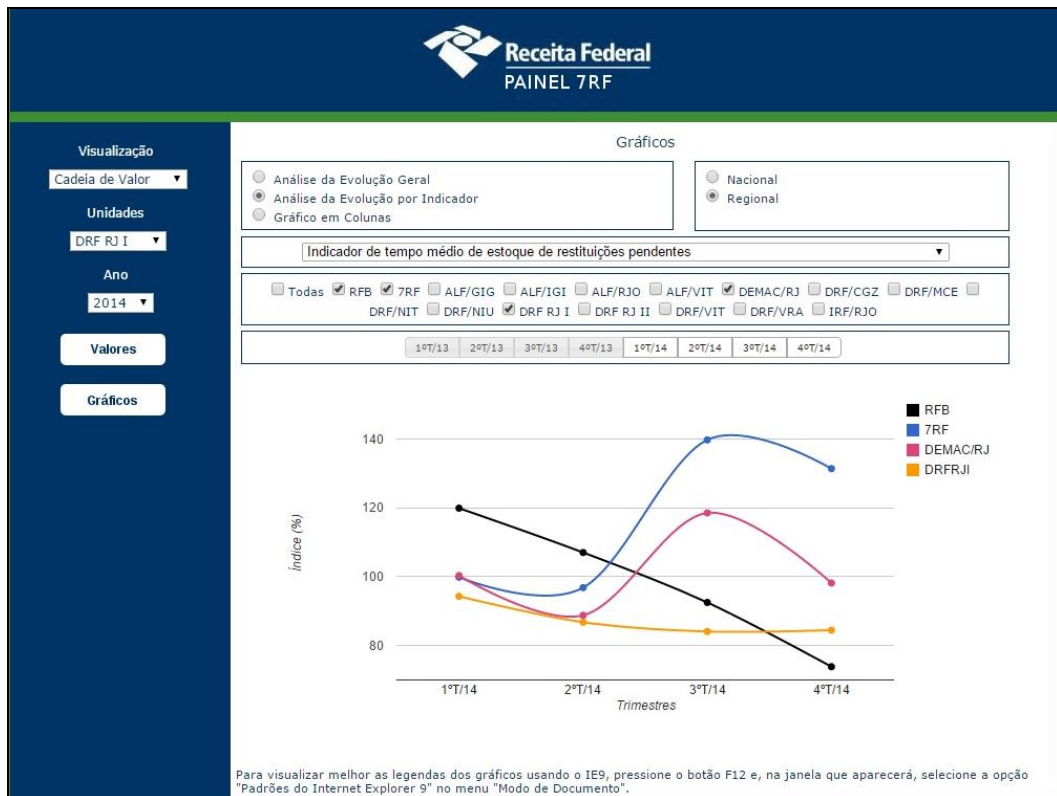 Receita Federal
PAINEL 7RF
Visualização
Cadeia de Valor
Unidades
DRF RJ I
Ano
2014
Valores
Gráficos
Gráficos
Análise da Evolução Geral
Análise da Evolução por Indicador
Gráfico em Colunas
Nacional
Regional
Indicador de tempo médio de estoque de restituições pendentes
Todas RFB 7RF ALF/GIG ALF/IGI ALF/RJO ALF/VIT DEMAC/RJ DRF/CGZ DRF/MCE
DRF/NIT DRF/NIU DRF RJ I DRF RJ II DRF/VIT DRF/VRA IRF/RJO
1ºT/13 2ºT/13 3ºT/13 4ºT/13 1ºT/14 2ºT/14 3ºT/14 4ºT/14
RFB
7RF
DEMAC/RJ
DRFRJI
140
120
100
80
Índice (%)
1ºT/14 2ºT/14 3ºT/14 4ºT/14
Trimestres
Para visualizar melhor as legendas dos gráficos usando o IE9, pressione o botão F12 e, na janela que aparecerá, selecione a opção
"Padrões do Internet Explorer 9" no menu "Modo de Documento".